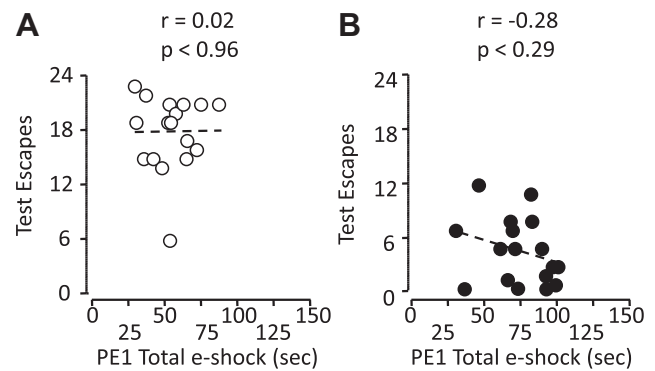 A
r = 0.02
p < 0.96
24
18
12
6
0
Test Escapes
0 50 100 150
25 75 125
PE1 Total e-shock (sec)
B
r = -0.28
p < 0.29
24
18
12
6
0
Test Escapes
0 50 100 150
25 75 125
PE1 Total e-shock (sec)